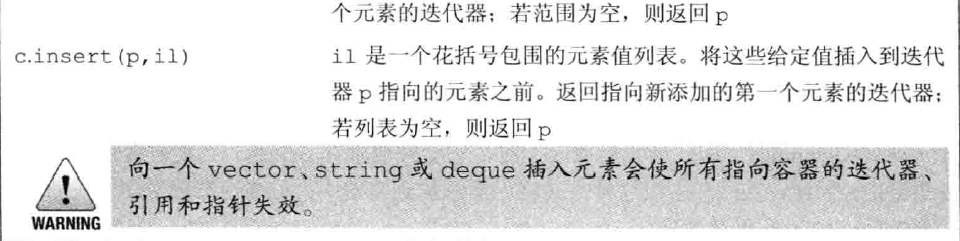 个元素的迭代器；若范围为空，则返回 p
c.insert(p,il) il 是一个花括号包围的元素值列表。将这些给定值插入到迭代
器 p 指向的元素之前。返回指向新添加的第一个元素的迭代器；
若列表为空，则返回 p
向一个 vector、string 或 deque 插入元素会使所有指向容器的迭代器、
引用和指针失效。
WARNING